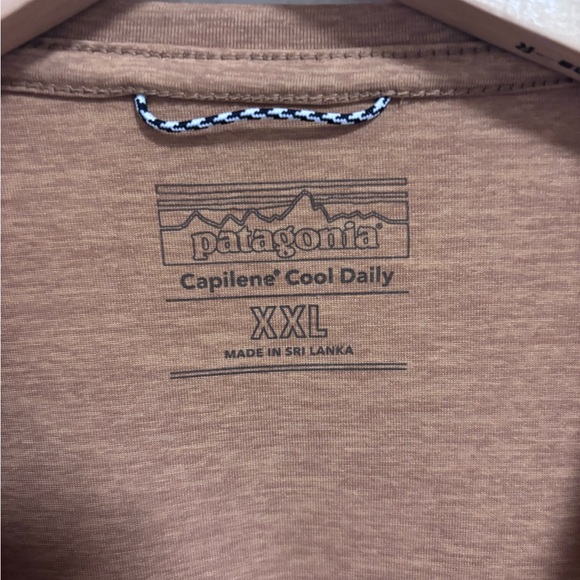 patagonia®
Capilene® Cool Daily
XXL
MADE IN SRI LANKA